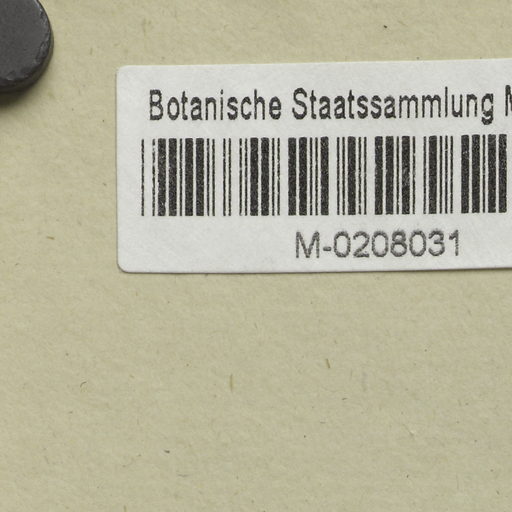 Botanische Staatssammlung
M-0208031